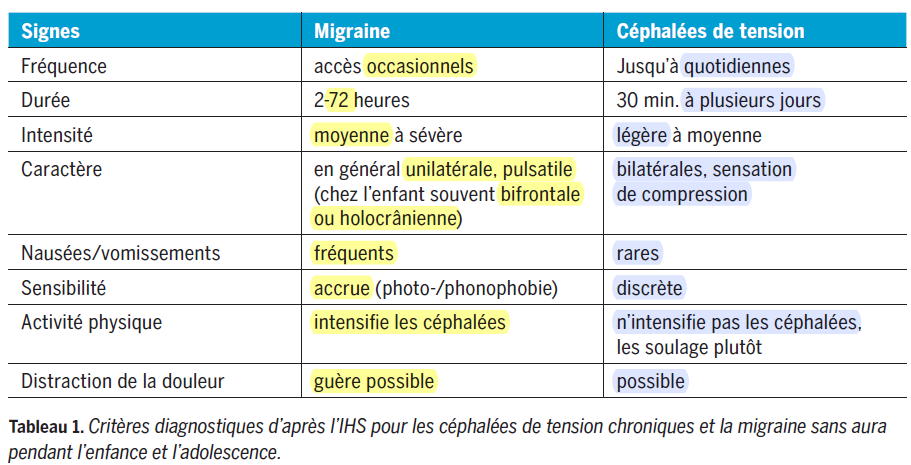 Signes Migraine Céphalées de tension
Fréquence accès occasionnels Jusqu'à quotidiennes
Durée 2-72 heures 30 min. à plusieurs jours
Intensité moyenne à sévère légère à moyenne
Caractère en général unilatérale, pulsatile bilatérales, sensation
(chez l'enfant souvent bifrontale de compression
ou holocrânienne)
Nausées/vomissements fréquents rares
Sensibilité accrue (photo-/phonophobie) discrète
Activité physique intensifie les céphalées n'intensifie pas les céphalées,
les soulage plutôt
Distraction de la douleur guère possible possible
Tableau 1. Critères diagnostiques d'après l'IHS pour les céphalées de tension chroniques et la migraine sans aura
pendant l'enfance et l'adolescence.